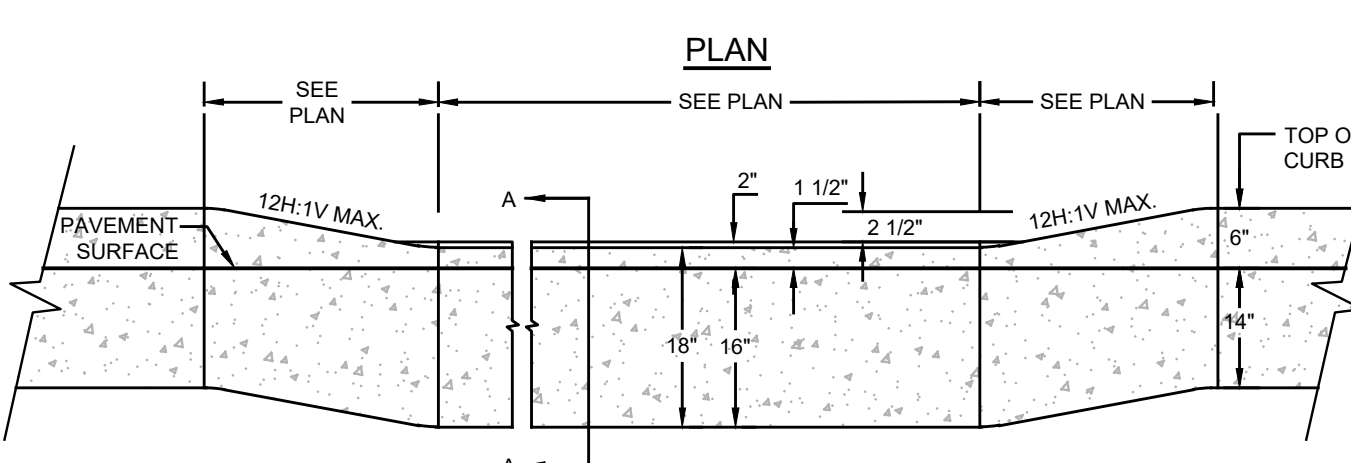 PLAN
SEE
PLAN
SEE PLAN
SEE PLAN
TOP O
CURB
12H:1V MAX.
A
2"
1 1/2"
2 1/2"
12H:1V MAX.
PAVEMENT
SURFACE
6"
18"
16"
14"
A